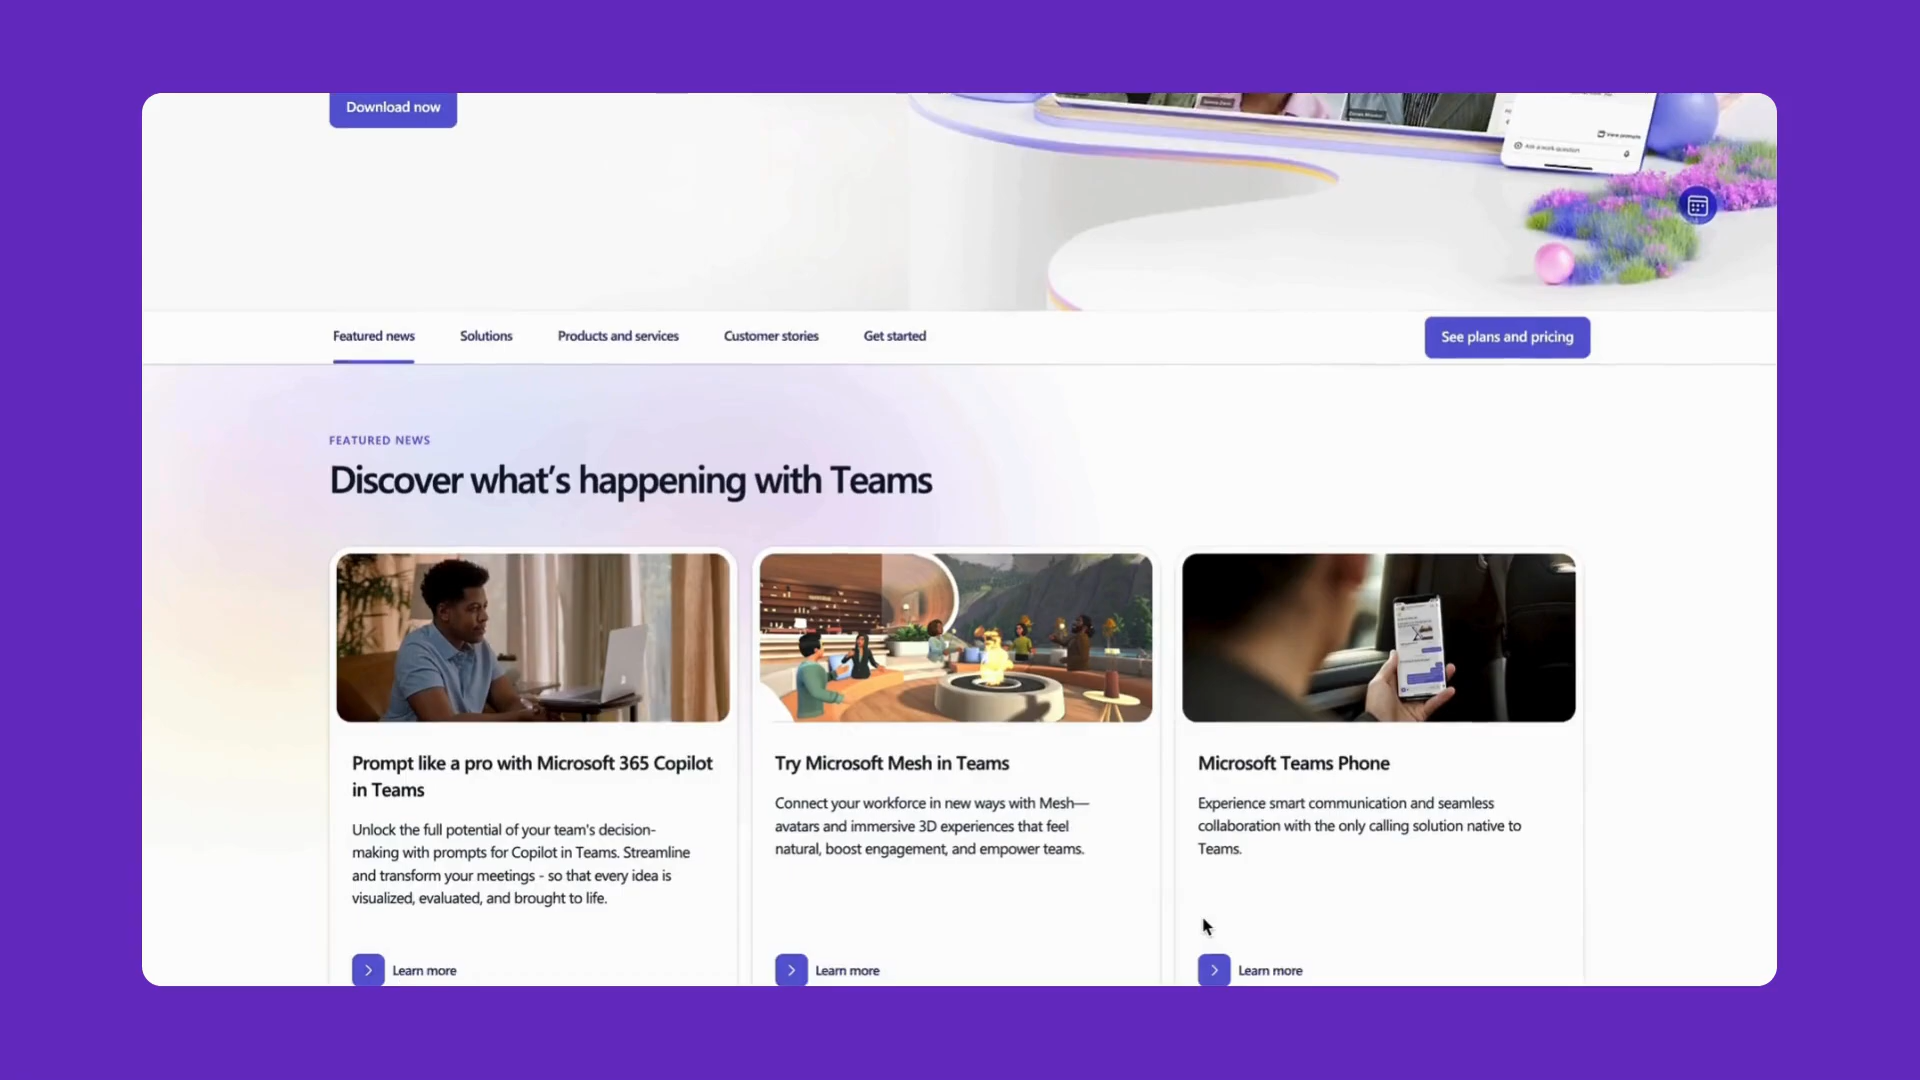 Download now
Ask a work question
Featured news
Solutions
Products and services
Customer stories
Get started
See plans and pricing
FEATURED NEWS
Discover what's happening with Teams
Prompt like a pro with Microsoft 365 Copilot
in Teams
Unlock the full potential of your team's decision-
making with prompts for Copilot in Teams. Streamline
and transform your meetings - so that every idea is
visualized, evaluated, and brought to life.
Learn more
Try Microsoft Mesh in Teams
Connect your workforce in new ways with Mesh—
avatars and immersive 3D experiences that feel
natural, boost engagement, and empower teams.
Learn more
Microsoft Teams Phone
Experience smart communication and seamless
collaboration with the only calling solution native to
Teams.
Learn more